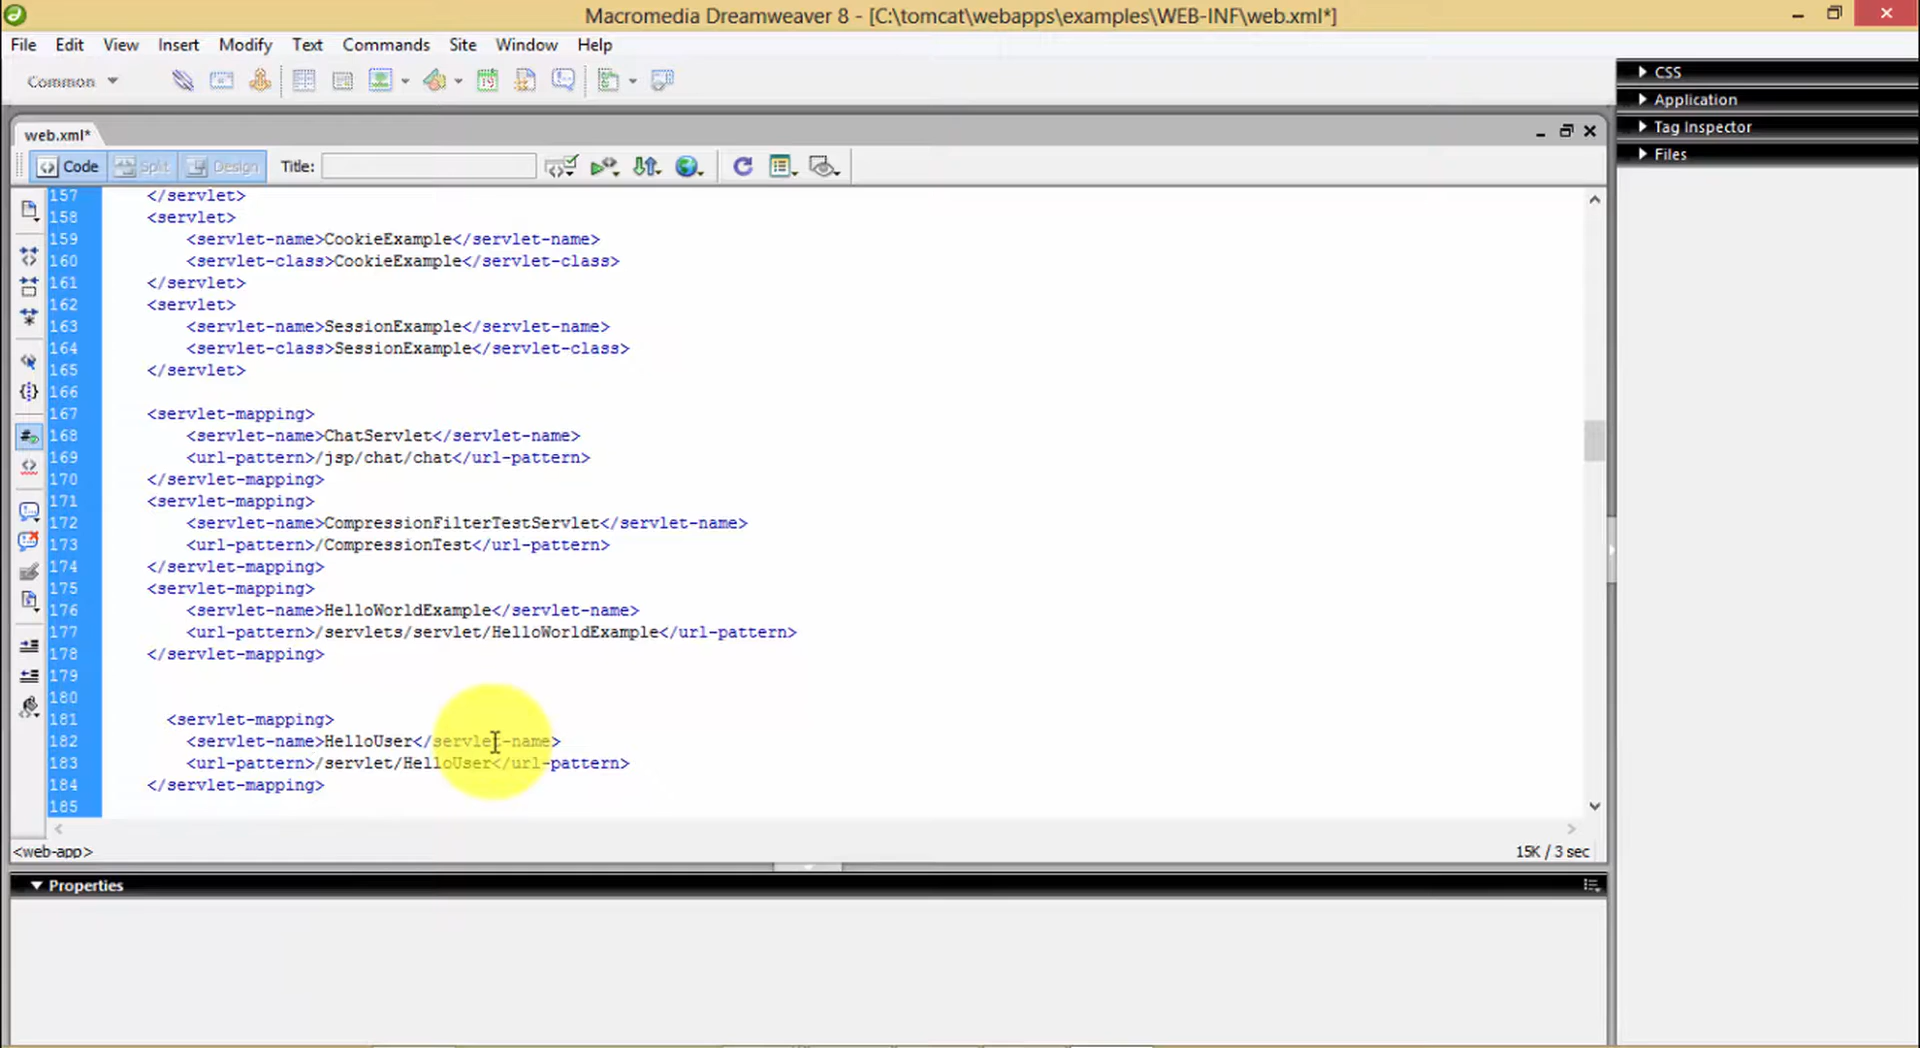 Macromedia Dreamweaver 8 - [C:\tomcat\webapps\examples\WEB-INF\web.xml*]
File Edit View Insert Modify Text Commands Site Window Help
Common
CSS
Application
Tag Inspector
Files
web.xml*
Code Split Design Title:
157 </servlet>
158 <servlet>
159 <servlet-name>CookieExample</servlet-name>
160 <servlet-class>CookieExample</servlet-class>
161 </servlet>
162 <servlet>
163 <servlet-name>SessionExample</servlet-name>
164 <servlet-class>SessionExample</servlet-class>
165 </servlet>
166
167 <servlet-mapping>
168 <servlet-name>ChatServlet</servlet-name>
169 <url-pattern>/jsp/chat/chat</url-pattern>
170 </servlet-mapping>
171 <servlet-mapping>
172 <servlet-name>CompressionFilterTestServlet</servlet-name>
173 <url-pattern>/CompressionTest</url-pattern>
174 </servlet-mapping>
175 <servlet-mapping>
176 <servlet-name>HelloWorldExample</servlet-name>
177 <url-pattern>/servlets/servlet/HelloWorldExample</url-pattern>
178 </servlet-mapping>
179
180
181 <servlet-mapping>
182 <servlet-name>HelloUser</servlet-name>
183 <url-pattern>/servlet/HelloUser</url-pattern>
184 </servlet-mapping>
185
<web-app> 15K / 3 sec
Properties